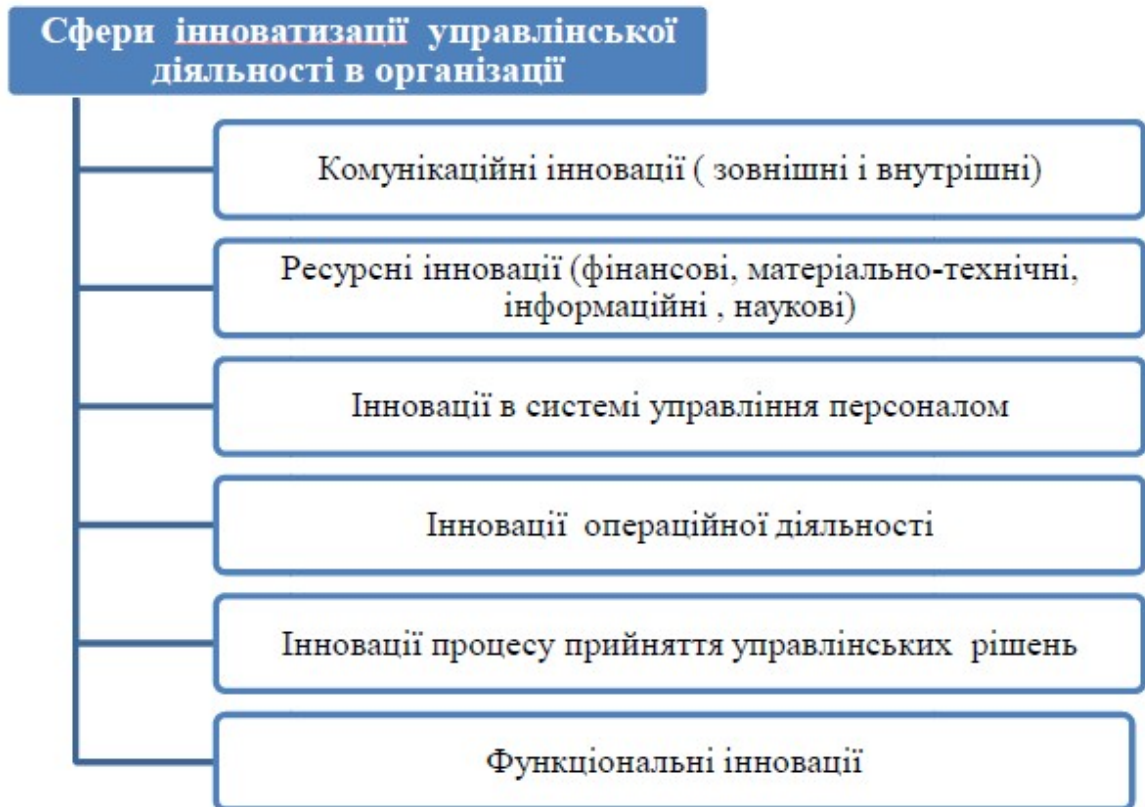 Сфери інноватизації управлінської
діяльності в організації
Комунікаційні інновації ( зовнішні і внутрішні)
Ресурсні інновації (фінансові, матеріально-технічні,
інформаційні , наукові)
Інновації в системі управління персоналом
Інновації операційної діяльності
Інновації процесу прийняття управлінських рішень
Функціональні інновації